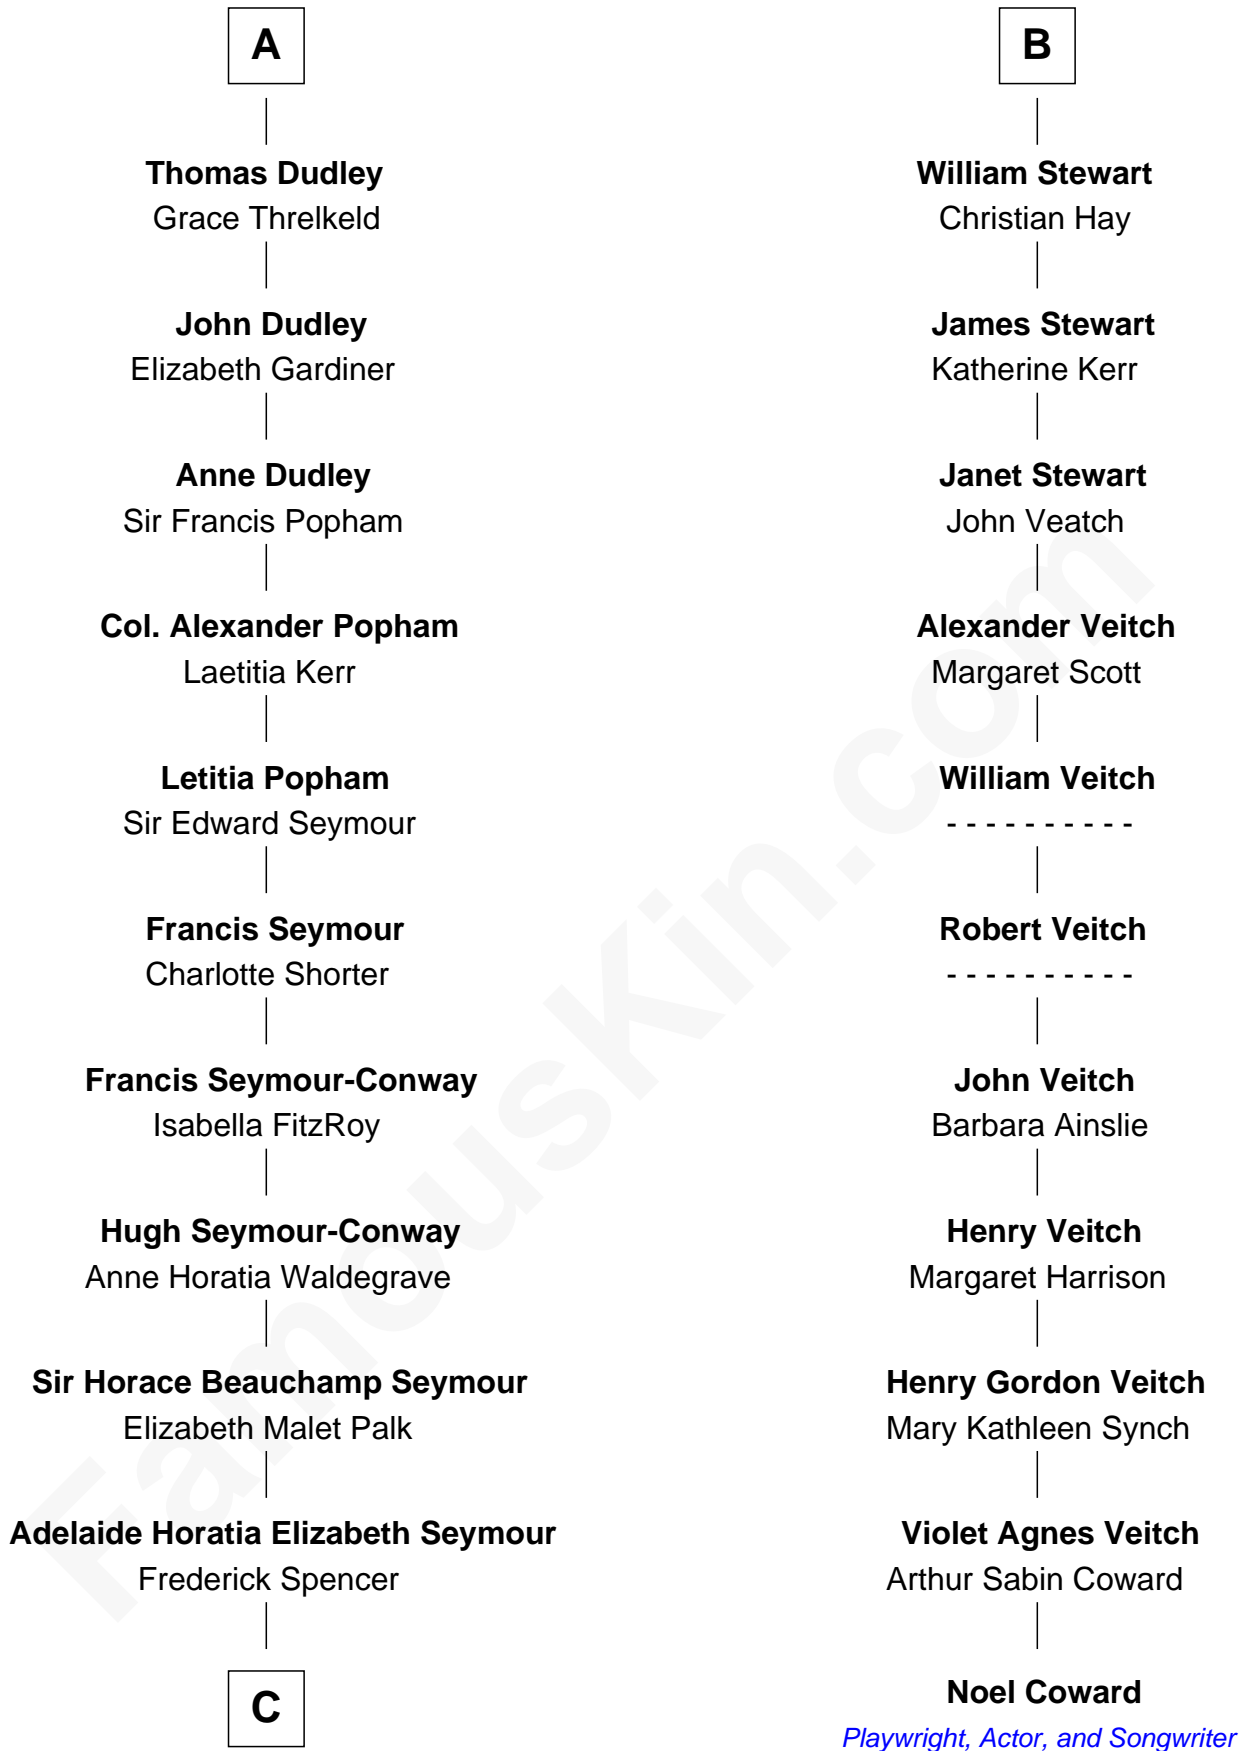 A
Thomas Dudley
Grace Threlkeld
John Dudley
Elizabeth Gardiner
Anne Dudley
Sir Francis Popham
Col. Alexander Popham
Laetitia Kerr
Letitia Popham
Sir Edward Seymour
Francis Seymour
Charlotte Shorter
Francis Seymour-Conway
Isabella FitzRoy
Hugh Seymour-Conway
Anne Horatia Waldegrave
Sir Horace Beauchamp Seymour
Elizabeth Malet Palk
Adelaide Horatia Elizabeth Seymour
Frederick Spencer
C
B
William Stewart
Christian Hay
James Stewart
Katherine Kerr
Janet Stewart
John Veatch
Alexander Veitch
Margaret Scott
William Veitch
- - - - - - - - - -
Robert Veitch
- - - - - - - - - -
John Veitch
Barbara Ainslie
Henry Veitch
Margaret Harrison
Henry Gordon Veitch
Mary Kathleen Synch
Violet Agnes Veitch
Arthur Sabin Coward
Noel Coward
Playwright, Actor, and Songwriter
FamousKin.com